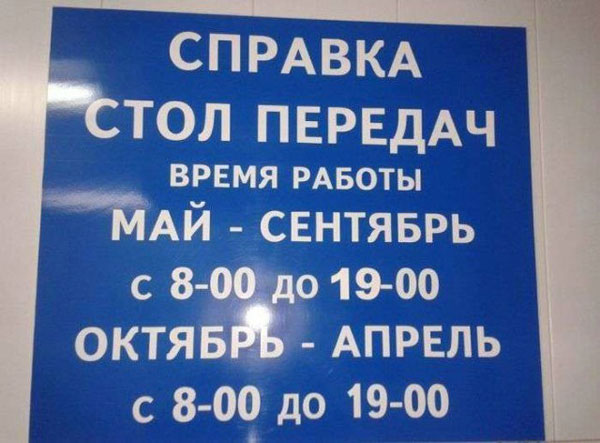 СПРАВКА
СТОЛ ПЕРЕДАЧ
ВРЕМЯ РАБОТЫ
МАЙ - СЕНТЯБРЬ
С 8-00 ДО 19-00
ОКТЯБРЬ - АПРЕЛЬ
С 8-00 ДО 19-00